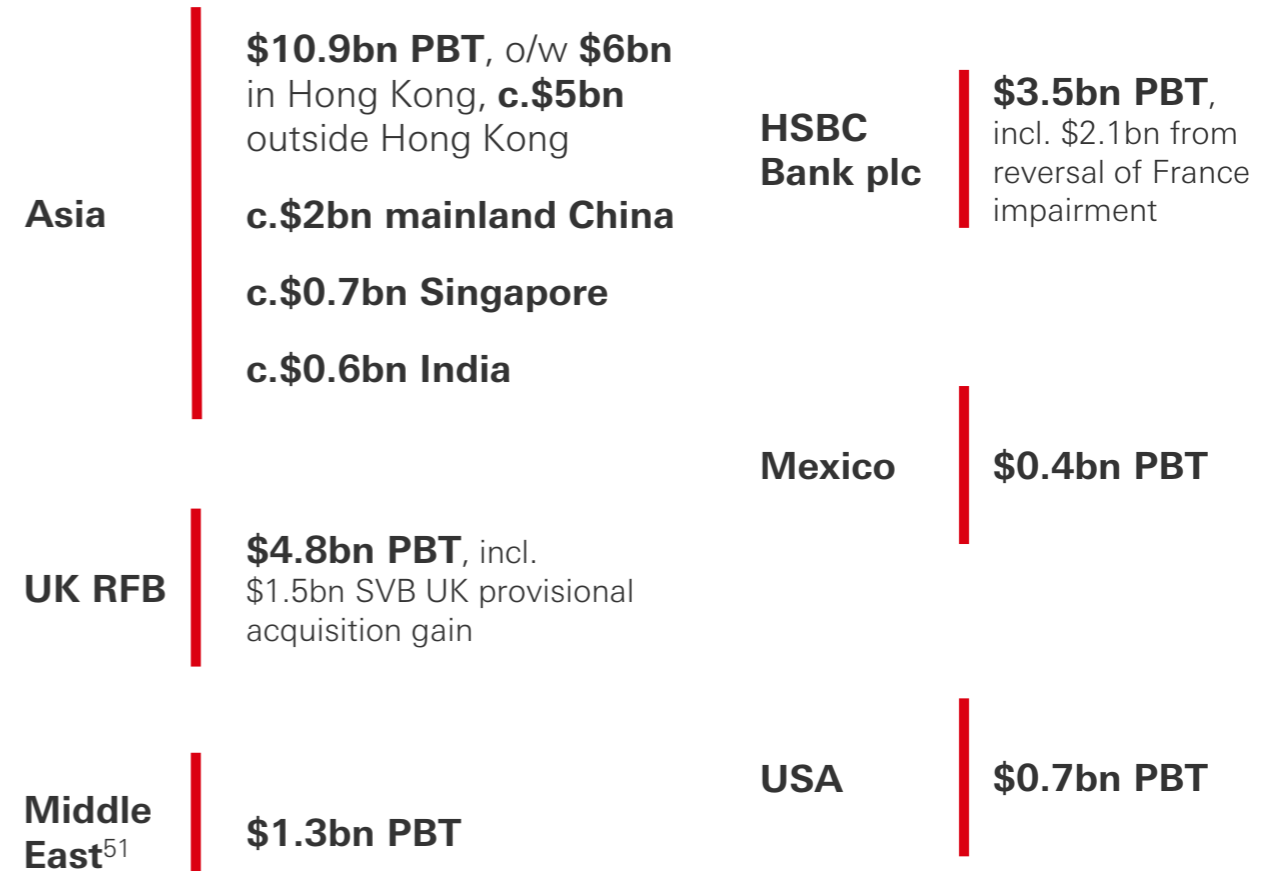 Asia
$10.9bn PBT, o/w $6bn
in Hong Kong, c.$5bn
outside Hong Kong
c.$2bn mainland China
c.$0.7bn Singapore
c.$0.6bn India
UK RFB
$4.8bn PBT, incl.
$1.5bn SVB UK provisional
acquisition gain
Middle
East51
$1.3bn PBT
HSBC
Bank plc
$3.5bn PBT,
incl. $2.1bn from
reversal of France
impairment
Mexico
$0.4bn PBT
USA
$0.7bn PBT